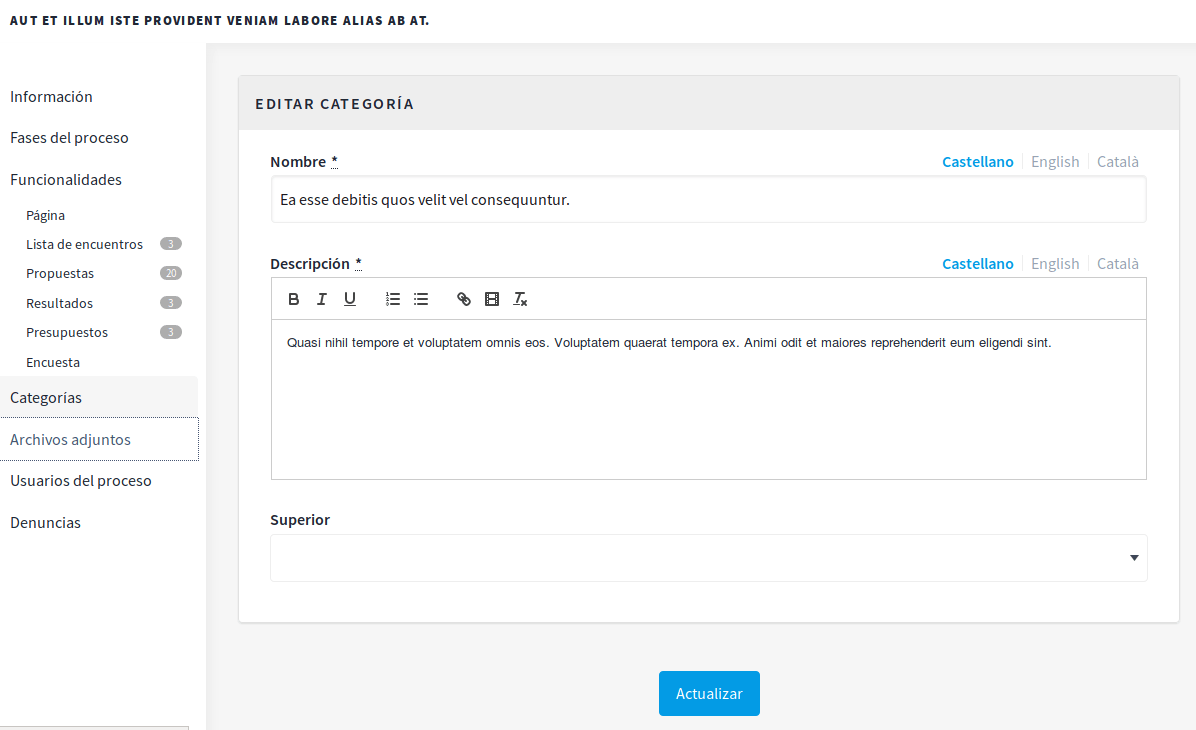 AUT ET ILLUM ISTE PROVIDENT VENIAM LABORE ALIAS AB AT.
Información
Fases del proceso
Funcionalidades
Página
Lista de encuentros 3
Propuestas 20
Resultados 3
Presupuestos 3
Encuesta
Categorías
Archivos adjuntos
Usuarios del proceso
Denuncias
EDITAR CATEGORÍA
Nombre * Castellano English Català
Ea esse debitis quos velit vel consequuntur.
Descripción * Castellano English Català
Quasi nihil tempore et voluptatem omnis eos. Voluptatem quaerat tempora ex. Animi odit et maiores reprehenderit eum eligendi sint.
Superior
Actualizar